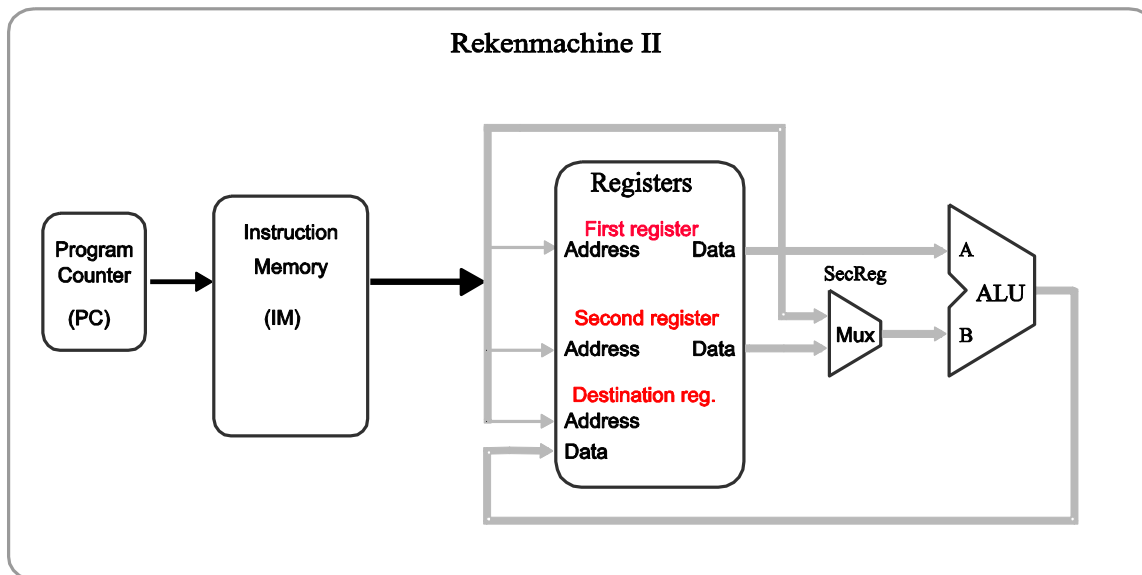 Rekenmachine II
Program
Counter
(PC)
Instruction
Memory
(IM)
Registers
First register
Address Data
Second register
Address Data
Destination reg.
Address
Data
SecReg
Mux
A
ALU
B